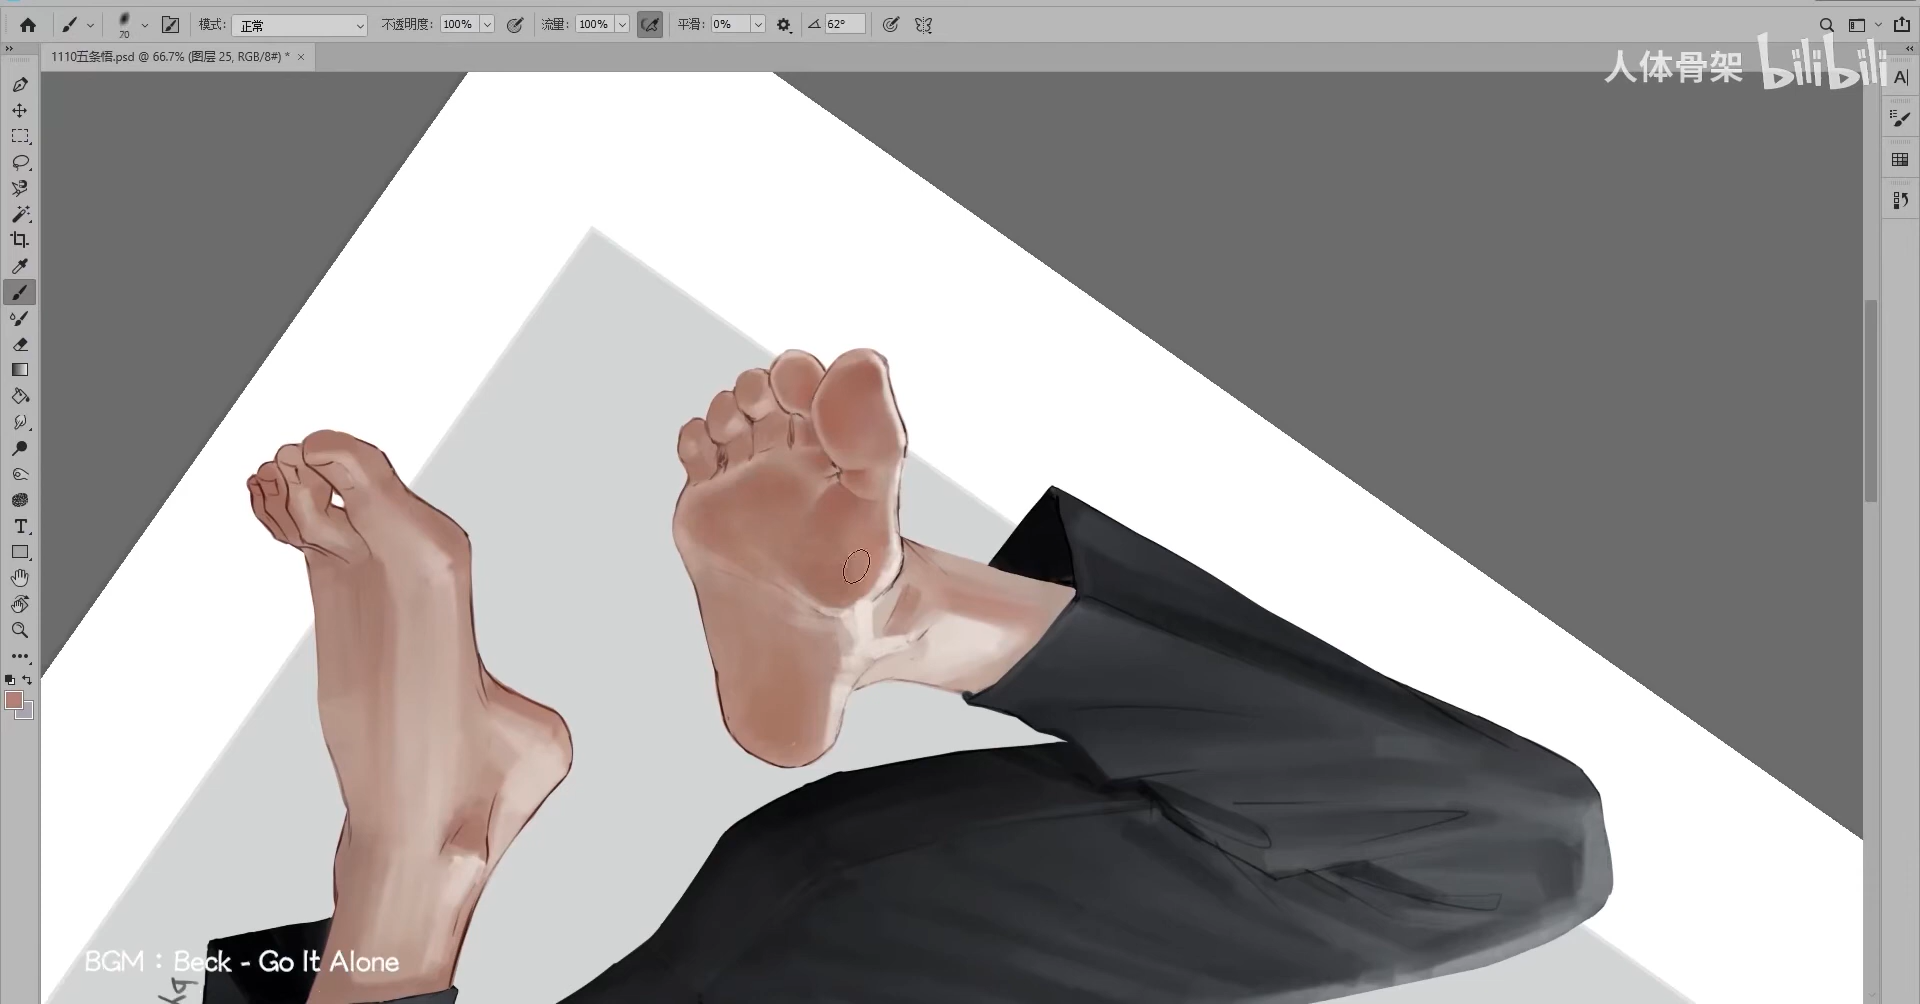 模式: 正常 不透明度: 100% 流量: 100% 平滑: 0% 62°
70
1110五条悟.psd @ 66.7% (图层 25, RGB/8#) * ×
人体骨架 bilibili
A|
T
BGM：Beck - Go It Alone